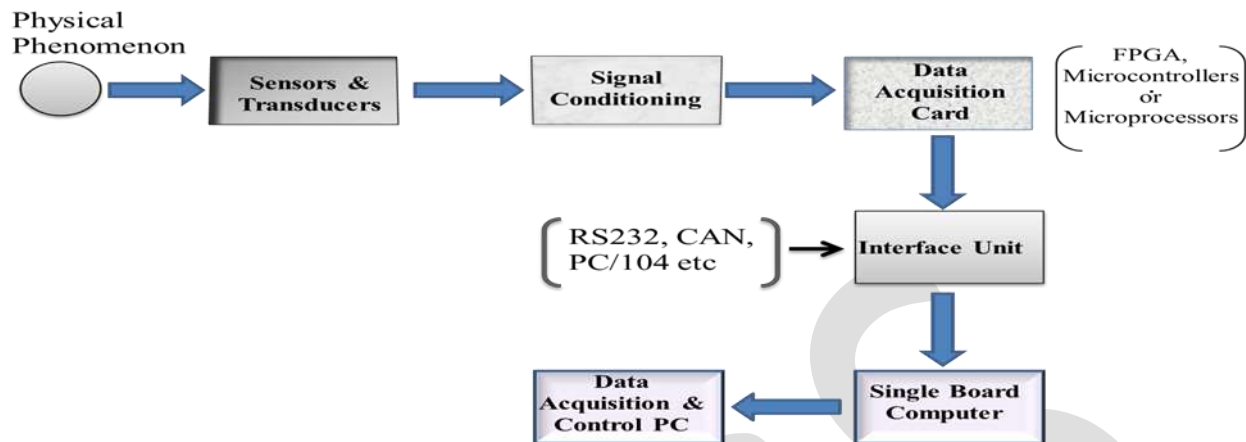 Physical
Phenomenon
Sensors &
Transducers
Signal
Conditioning
Data
Acquisition
Card
FPGA,
Microcontrollers
or
Microprocessors
RS232, CAN,
PC/104 etc
Interface Unit
Data
Acquisition &
Control PC
Single Board
Computer